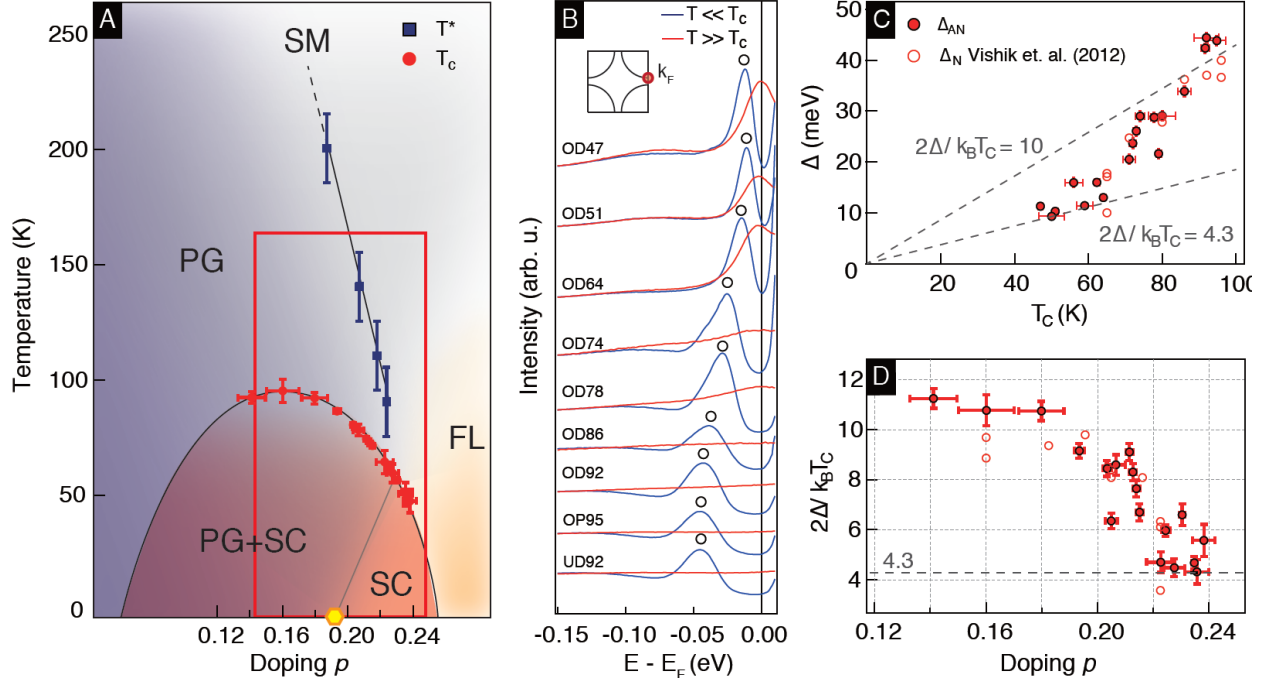 A
250
200
150
100
50
0
Temperature (K)
0.12
0.16
0.20
0.24
Doping p
SM
T*
Tc
PG
FL
PG+SC
SC
B
T << Tc
T >> Tc
kF
OD47
OD51
OD64
OD74
OD78
OD86
OD92
OP95
UD92
Intensity (arb. u.)
-0.15
-0.10
-0.05
0.00
E - EF (eV)
C
50
40
30
20
10
0
Δ (meV)
ΔAN
ΔN Vishik et. al. (2012)
2Δ/ kBTC = 10
2Δ/ kBTC = 4.3
20
40
60
80
100
TC (K)
D
12
10
8
6
4
2Δ/ kBTC
4.3
0.12
0.16
0.20
0.24
Doping p